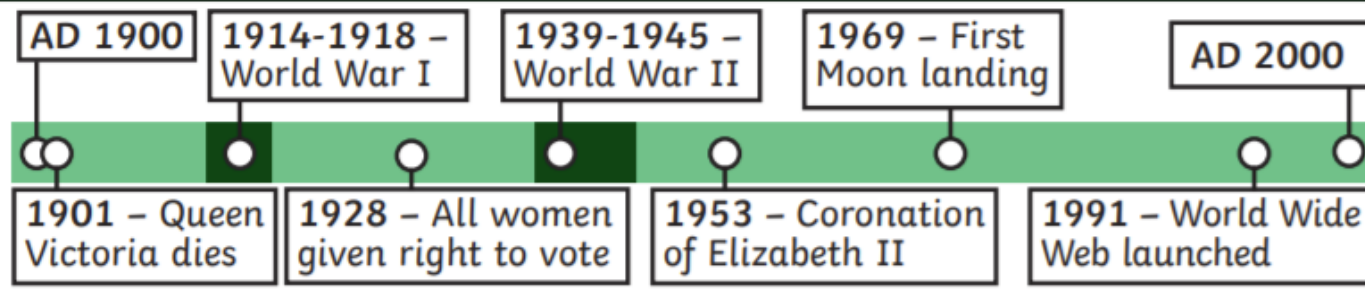 AD 1900
1914-1918 –
World War I
1939-1945 –
World War II
1969 – First
Moon landing
AD 2000
1901 – Queen
Victoria dies
1928 – All women
given right to vote
1953 – Coronation
of Elizabeth II
1991 – World Wide
Web launched